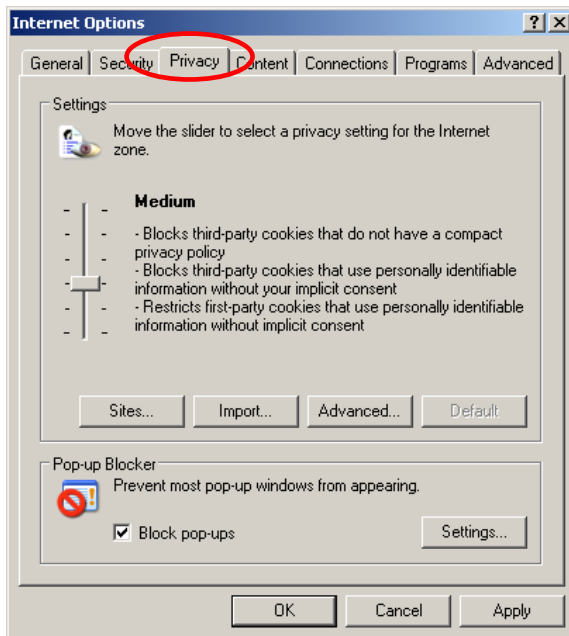 Internet Options
? X
General Security Privacy Content Connections Programs Advanced
Settings
Move the slider to select a privacy setting for the Internet
zone.
Medium
- Blocks third-party cookies that do not have a compact
privacy policy
- Blocks third-party cookies that use personally identifiable
information without your implicit consent
- Restricts first-party cookies that use personally identifiable
information without implicit consent
Sites... Import... Advanced... Default
Pop-up Blocker
Prevent most pop-up windows from appearing.
Block pop-ups Settings...
OK Cancel Apply